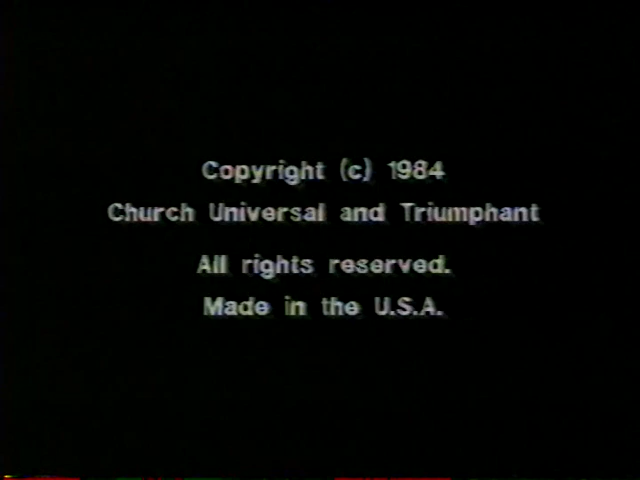 Copyright (c) 1984
Church Universal and Triumphant
All rights reserved.
Made in the U.S.A.